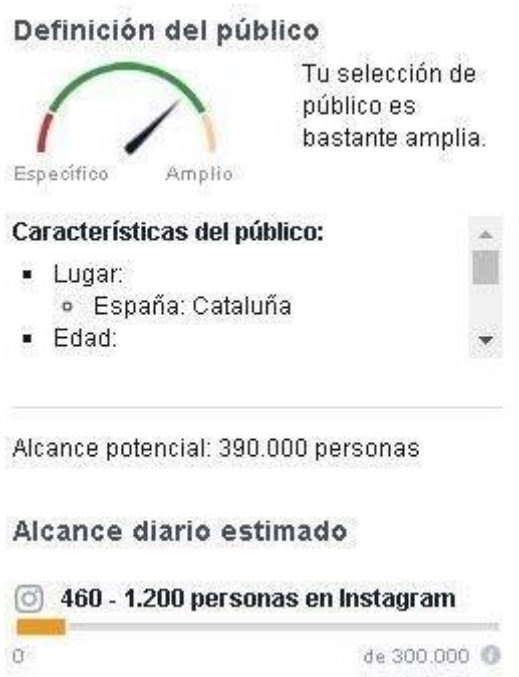 Definición del público
Tu selección de
público es
bastante amplia.
Específico Amplio
Características del público:
Lugar:
España: Cataluña
Edad:
Alcance potencial: 390.000 personas
Alcance diario estimado
460 - 1.200 personas en Instagram
0 de 300.000